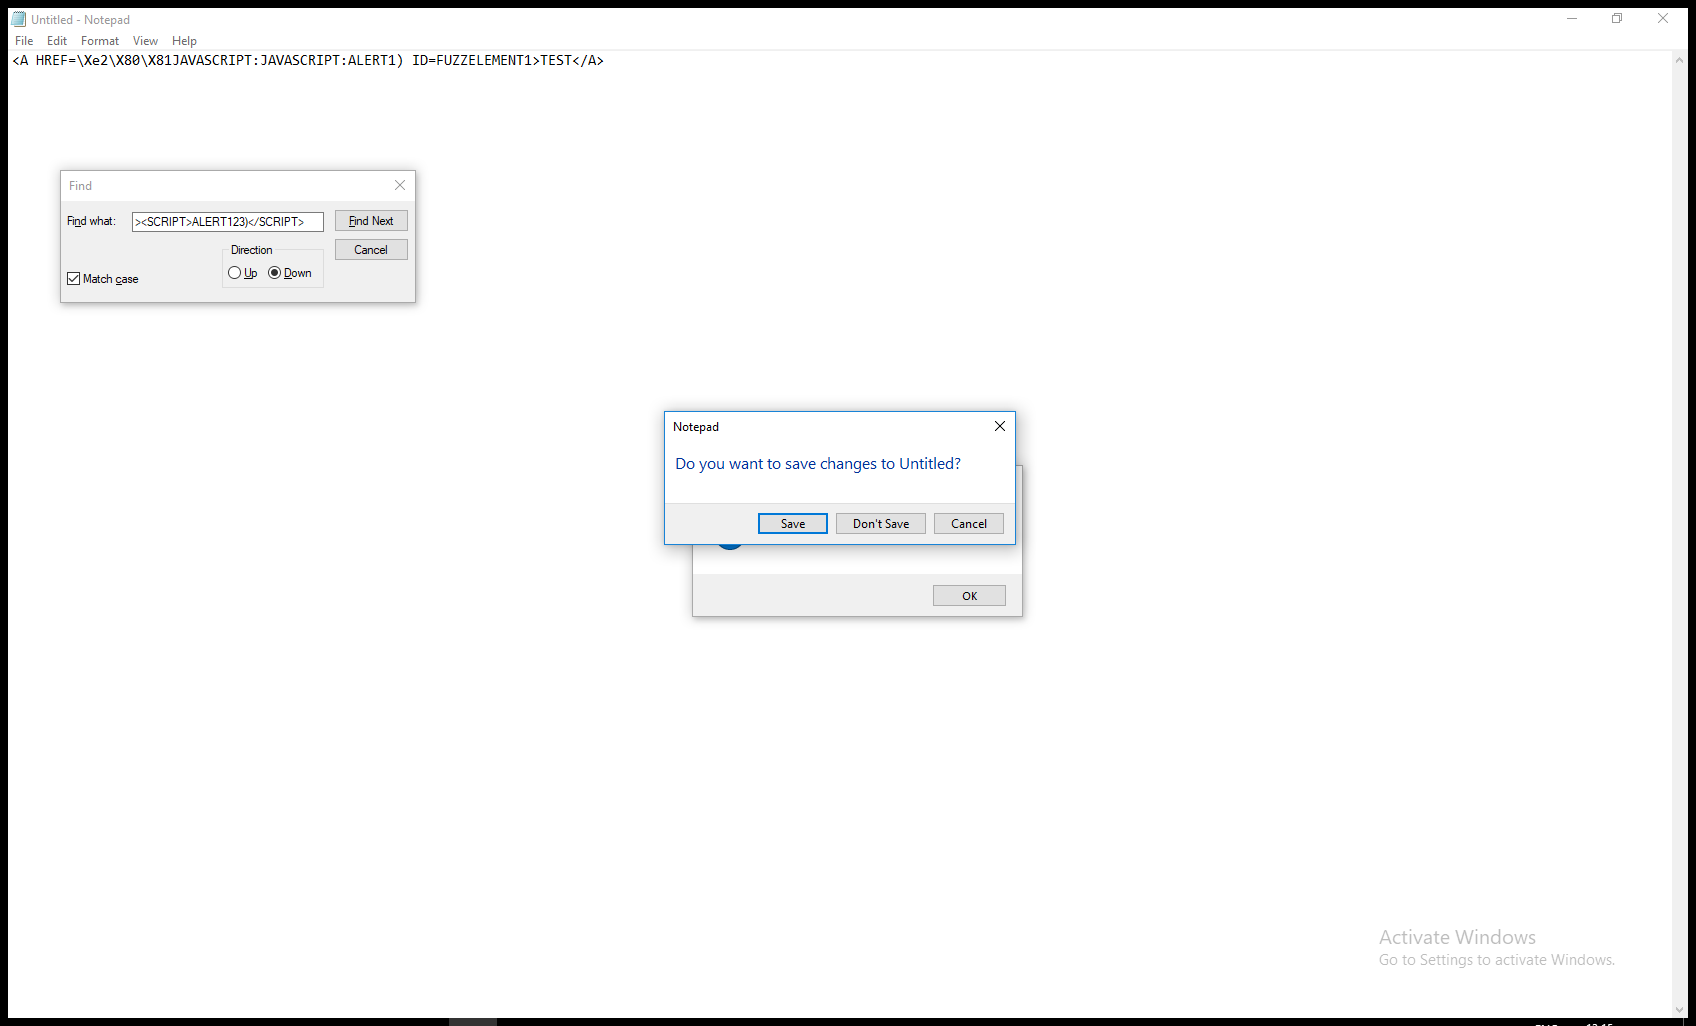 Untitled - Notepad
File Edit Format View Help
<A HREF=\Xe2\X80\X81JAVASCRIPT:JAVASCRIPT:ALERT1) ID=FUZZELEMENT1>TEST</A>
Find
Find what: ><SCRIPT>ALERT123)</SCRIPT> Find Next
Direction Cancel
Up Down
Match case
Notepad
Do you want to save changes to Untitled?
Save Don't Save Cancel
OK
Activate Windows
Go to Settings to activate Windows.